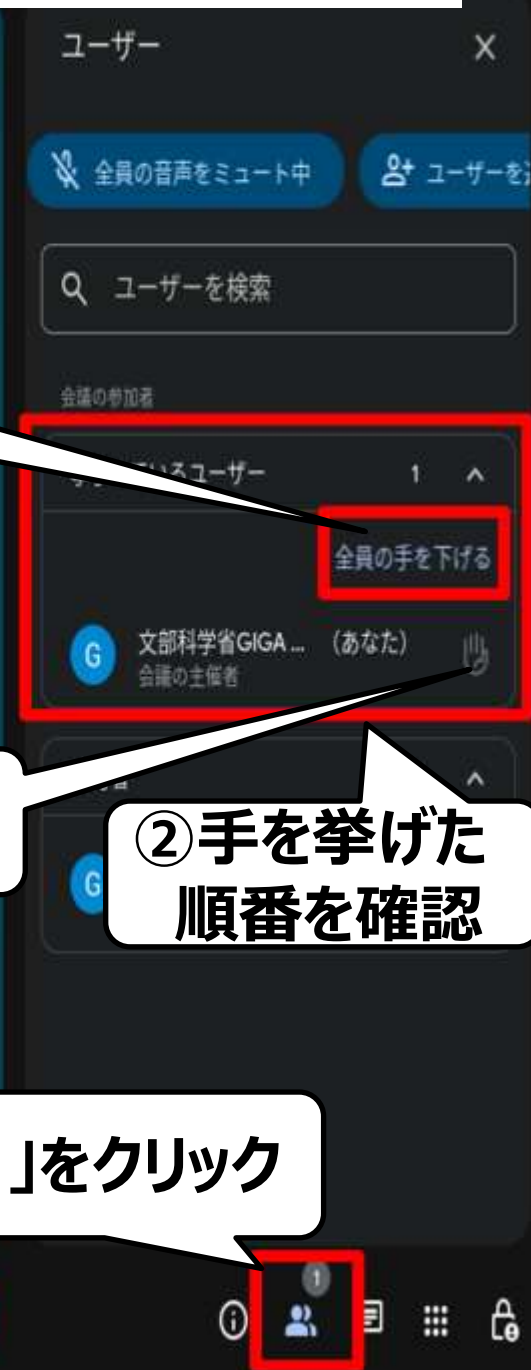 ユーザー
全員の音声をミュート中
ユーザーを
ユーザーを検索
会議の参加者
いるユーザー 1
全員の手を下げる
G 文部科学省GIGA ... （あなた）
会議の主催者
②手を挙げた
順番を確認
G
」をクリック
1